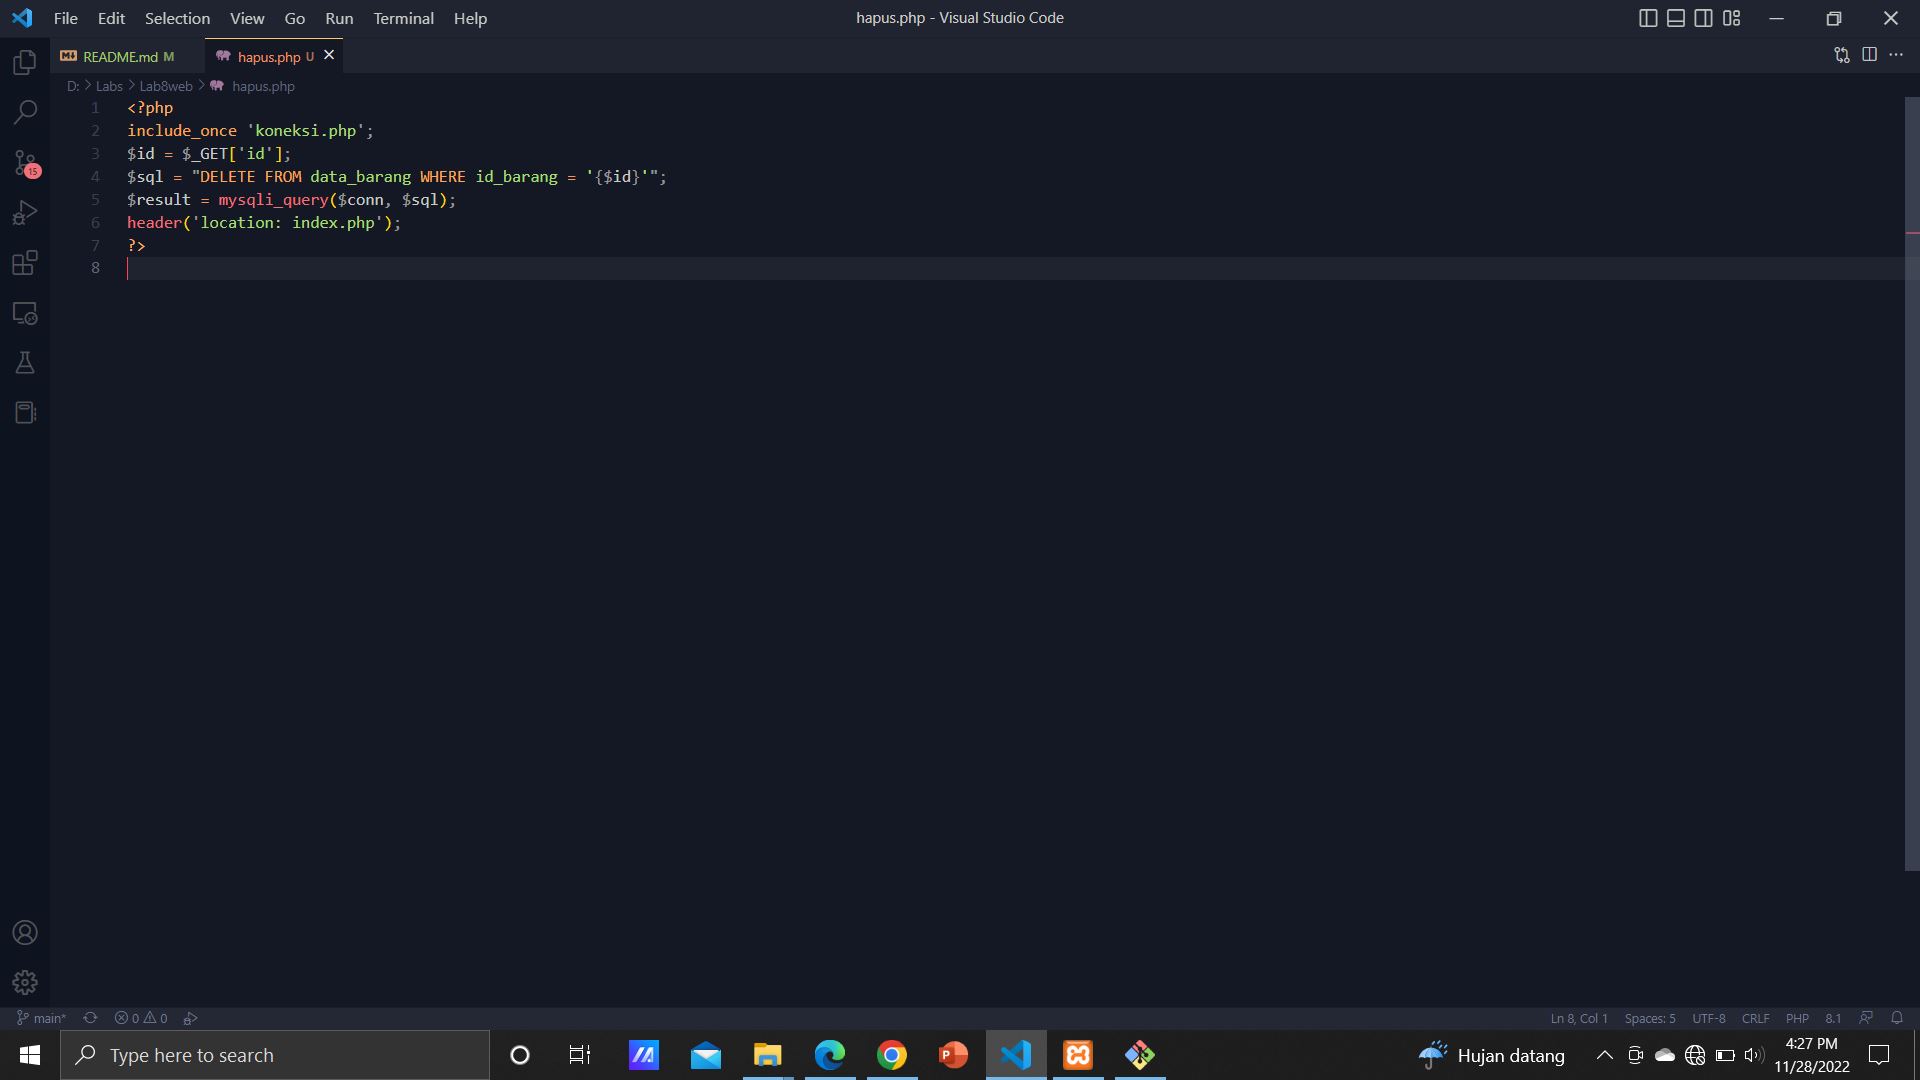 File Edit Selection View Go Run Terminal Help
hapus.php - Visual Studio Code
README.md M
hapus.php U
D: > Labs > Lab8web > hapus.php
1 <?php
2 include_once 'koneksi.php';
3 $id = $_GET['id'];
4 $sql = "DELETE FROM data_barang WHERE id_barang = '{$id}'";
5 $result = mysqli_query($conn, $sql);
6 header('location: index.php');
7 ?>
8
15
main* 0 0
Ln 8, Col 1 Spaces: 5 UTF-8 CRLF PHP 8.1
Type here to search
Hujan datang
4:27 PM
11/28/2022